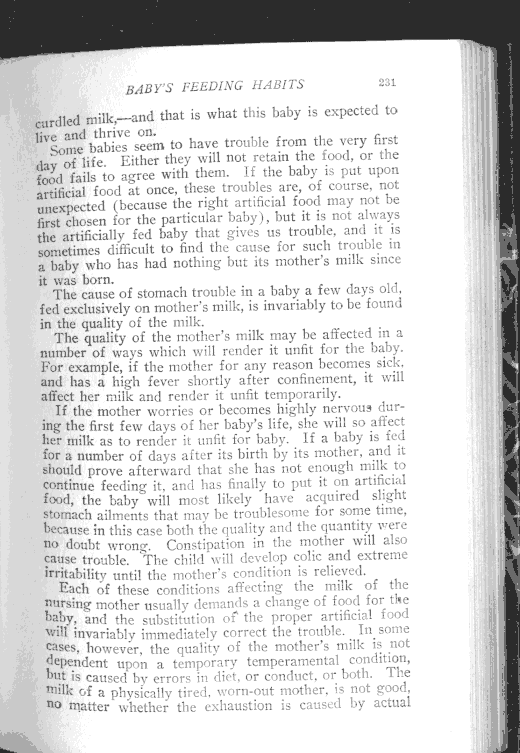 BABY'S FEEDING HABITS 231
curdled milk,—and that is what this baby is expected to
live and thrive on.
Some babies seem to have trouble from the very first
day of life. Either they will not retain the food, or the
food fails to agree with them. If the baby is put upon
artificial food at once, these troubles are, of course, not
unexpected (because the right artificial food may not be
first chosen for the particular baby), but it is not always
the artificially fed baby that gives us trouble, and it is
sometimes difficult to find the cause for such trouble in
a baby who has had nothing but its mother's milk since
it was born.
The cause of stomach trouble in a baby a few days old,
fed exclusively on mother's milk, is invariably to be found
in the quality of the milk.
The quality of the mother's milk may be affected in a
number of ways which will render it unfit for the baby.
For example, if the mother for any reason becomes sick,
and has a high fever shortly after confinement, it will
affect her milk and render it unfit temporarily.
If the mother worries or becomes highly nervous dur-
ing the first few days of her baby's life, she will so affect
her milk as to render it unfit for baby. If a baby is fed
for a number of days after its birth by its mother, and it
should prove afterward that she has not enough milk to
continue feeding it, and has finally to put it on artificial
food, the baby will most likely have acquired slight
stomach ailments that may be troublesome for some time,
because in this case both the quality and the quantity were
no doubt wrong. Constipation in the mother will also
cause trouble. The child will develop colic and extreme
irritability until the mother's condition is relieved.
Each of these conditions affecting the milk of the
nursing mother usually demands a change of food for the
baby, and the substitution of the proper artificial food
will invariably immediately correct the trouble. In some
cases, however, the quality of the mother's milk is not
dependent upon a temporary temperamental condition,
but is caused by errors in diet, or conduct, or both. The
milk of a physically tired, worn-out mother, is not good,
no matter whether the exhaustion is caused by actual